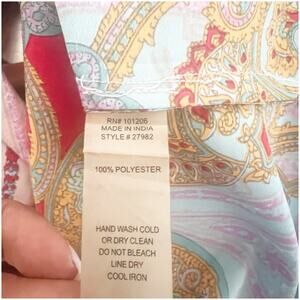 RN# 101206
MADE IN INDIA
STYLE # 27982
100% POLYESTER
HAND WASH COLD
OR DRY CLEAN
DO NOT BLEACH
LINE DRY
COOL IRON